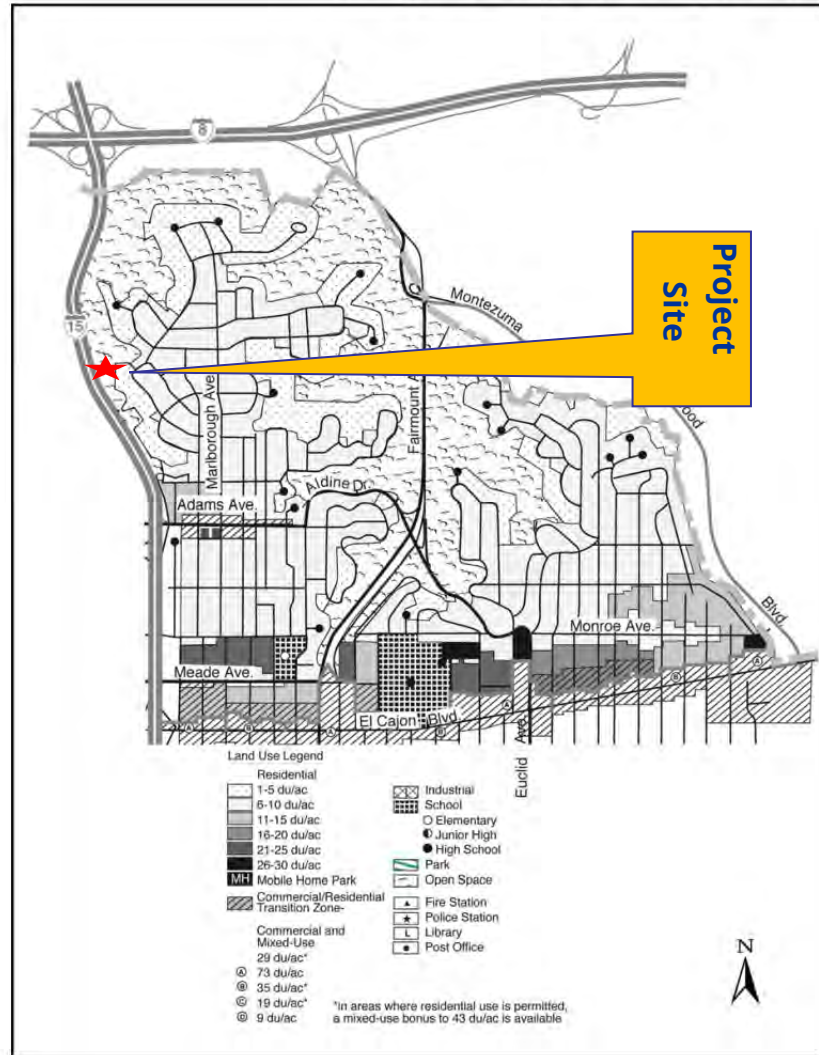 8
15
Project
Site
Montezuma
Marlborough Ave.
Fairmount
Aldine Dr.
Adams Ave.
Monroe Ave.
Blvd.
Meade Ave.
El Cajon Blvd.
Euclid Ave.
Land Use Legend
Residential
1-5 du/ac
6-10 du/ac
11-15 du/ac
16-20 du/ac
21-25 du/ac
26-30 du/ac
MH Mobile Home Park
Commercial/Residential
Transition Zone-
Commercial and
Mixed-Use
29 du/ac*
A 73 du/ac
B 35 du/ac*
C 19 du/ac*
D 9 du/ac
Industrial
School
Elementary
Junior High
High School
Park
Open Space
Fire Station
Police Station
L Library
Post Office
*In areas where residential use is permitted,
a mixed-use bonus to 43 du/ac is available
N